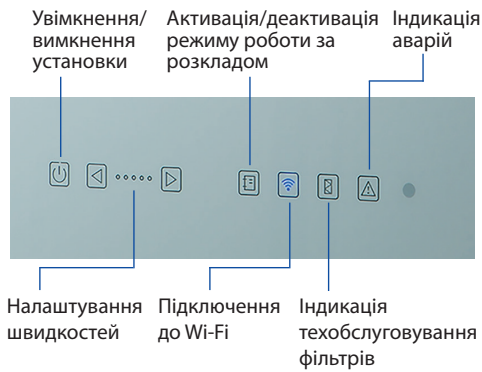 Увімкнення/
вимкнення
установки
Активація/деактивація
режиму роботи за
розкладом
Індикація
аварій
Налаштування
швидкостей
Підключення
до Wi-Fi
Індикація
техобслуговування
фільтрів